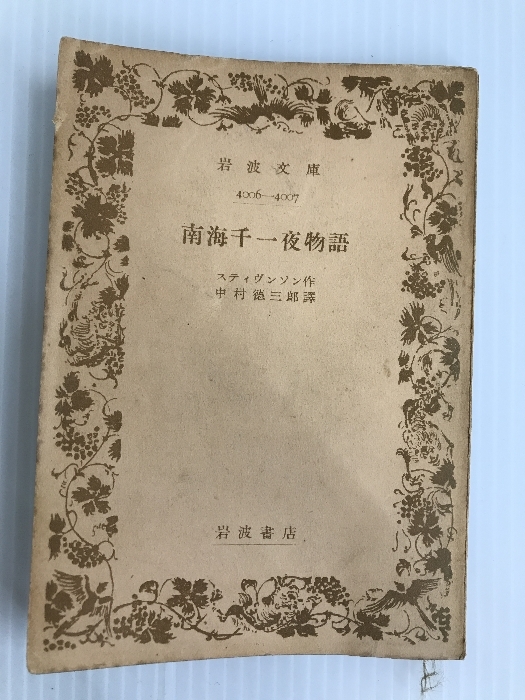 岩波文庫
4006—4007
南海千一夜物語
スティヴンソン作
中村德三郎譯
岩波書店